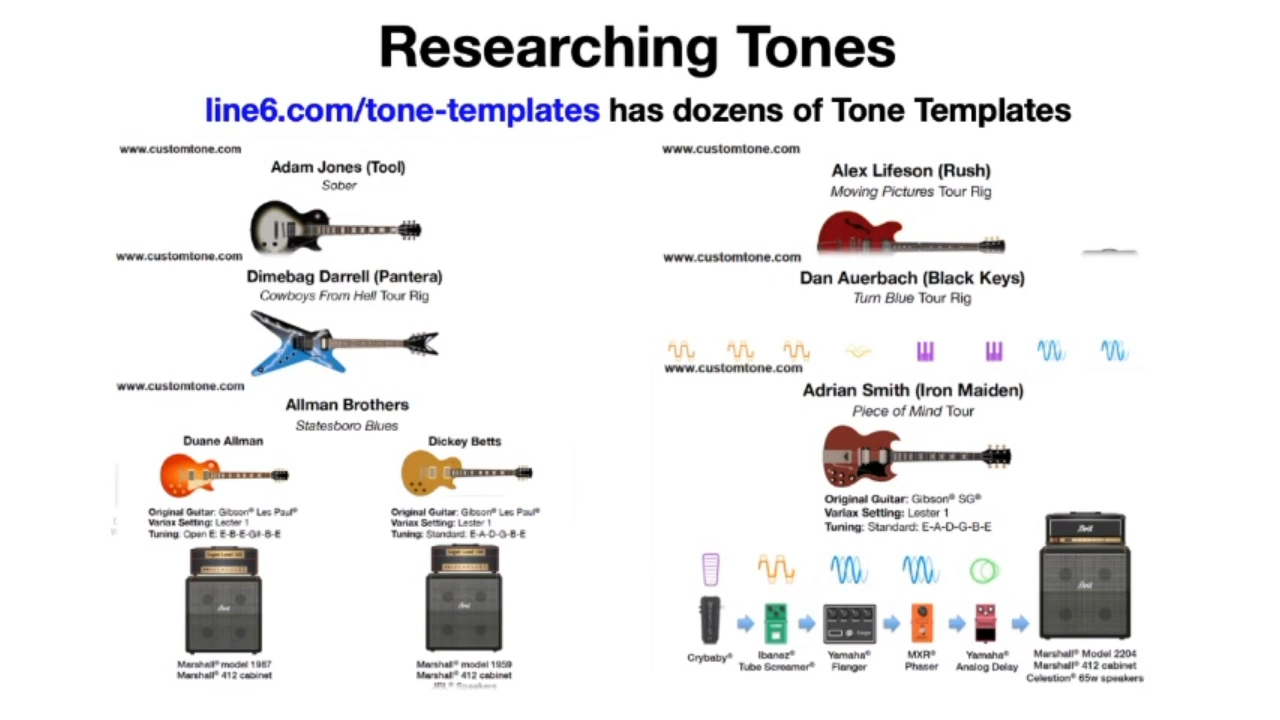 Researching Tones
line6.com/tone-templates has dozens of Tone Templates
www.customtone.com
Adam Jones (Tool)
Sober
www.customtone.com
Dimebag Darrell (Pantera)
Cowboys From Hell Tour Rig
www.customtone.com
Allman Brothers
Statesboro Blues
Duane Allman
Original Guitar: Gibson® Les Paul®
Variax Setting: Lester 1
Tuning: Open E: E-B-E-G#-B-E
Marshall® model 1987
Marshall® 412 cabinet
Dickey Betts
Original Guitar: Gibson® Les Paul®
Variax Setting: Lester 1
Tuning: Standard: E-A-D-G-B-E
Marshall® model 1959
Marshall® 412 cabinet
JBL® Speakers
www.customtone.com
Alex Lifeson (Rush)
Moving Pictures Tour Rig
www.customtone.com
Dan Auerbach (Black Keys)
Turn Blue Tour Rig
www.customtone.com
Adrian Smith (Iron Maiden)
Piece of Mind Tour
Original Guitar: Gibson® SG®
Variax Setting: Lester 1
Tuning: Standard: E-A-D-G-B-E
Crybaby®
Ibanez®
Tube Screamer®
Yamaha®
Flanger
MXR®
Phaser
Yamaha®
Analog Delay
Marshall® Model 2204
Marshall® 412 cabinet
Celestion® 65w speakers